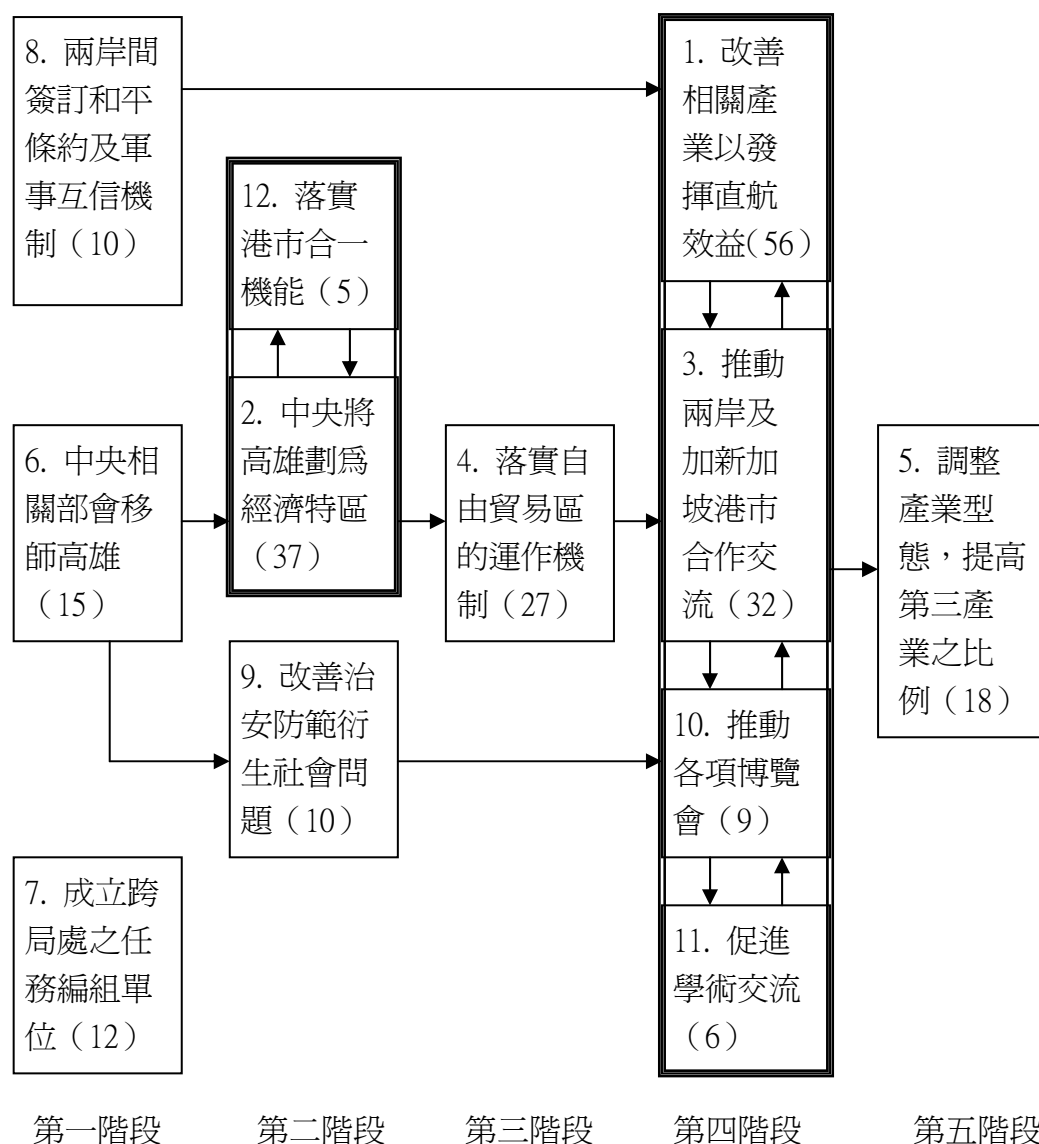 8. 兩岸間
簽訂和平
條約及軍
事互信機
制（10）
6. 中央相
關部會移
師高雄
（15）
7. 成立跨
局處之任
務編組單
位（12）
12. 落實
港市合一
機能（5）
2. 中央將
高雄劃為
經濟特區
（37）
9. 改善治
安防範衍
生社會問
題（10）
4. 落實自
由貿易區
的運作機
制（27）
1. 改善
相關產
業以發
揮直航
效益(56）
3. 推動
兩岸及
加新加
坡港市
合作交
流（32）
10. 推動
各項博覽
會（9）
11. 促進
學術交流
（6）
5. 調整
產業型
態，提高
第三產
業之比
例（18）
第一階段
第二階段
第三階段
第四階段
第五階段